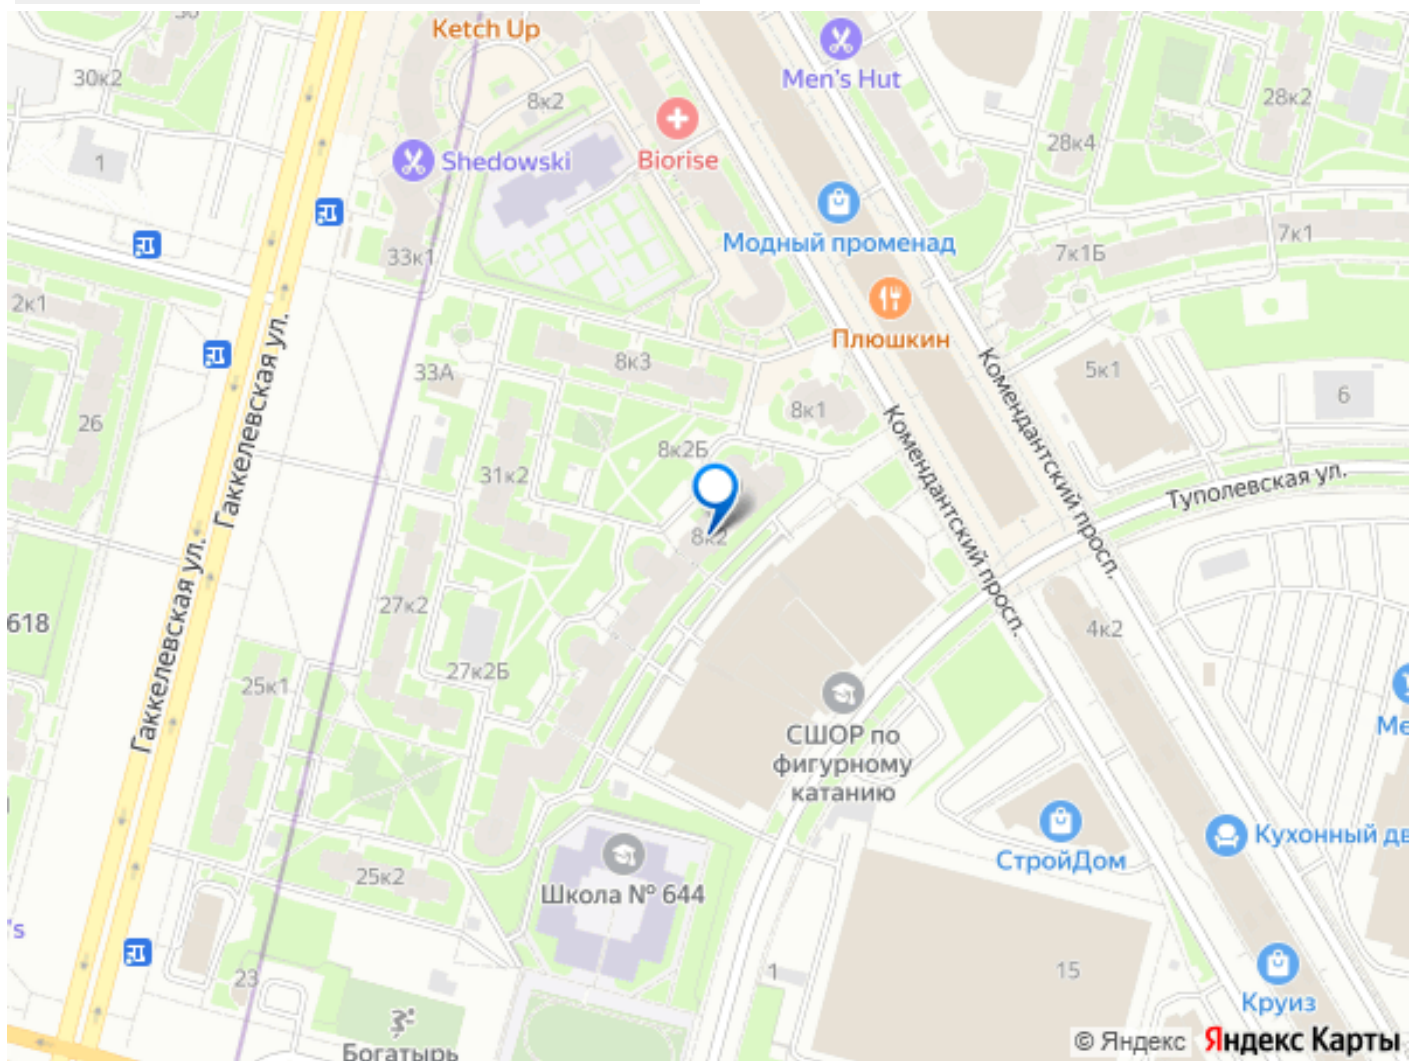 Ketch Up
30
30к2
8к2
Men's Hut
28к2
28к4
1
Shedowski
Biorise
Модный променад
33к1
7к1Б
7к1
2к1
Плюшкин
8к3
33А
5к1
6
26
8к1
Гаккелевская ул.
Комендантский просп.
Комендантский просп.
8к2Б
31к2
Туполевская ул.
8к2
Гаккелевская ул.
27к2
618
4к2
27к2Б
25к1
Ме
СШОР по
фигурному
катанию
СтройДом
Кухонный дв
25к2
Школа № 644
's
23
1
15
Круиз
Богатырь
© Яндекс Яндекс Карты